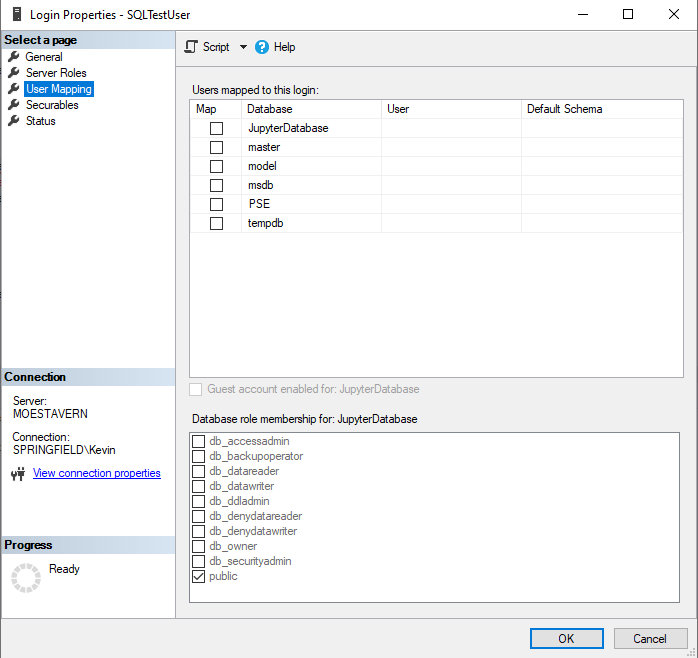 Login Properties - SQLTestUser
Select a page
General
Server Roles
User Mapping
Securables
Status
Script Help
Users mapped to this login:
Map Database User Default Schema
JupyterDatabase
master
model
msdb
PSE
tempdb
Guest account enabled for: JupyterDatabase
Database role membership for: JupyterDatabase
db_accessadmin
db_backupoperator
db_datareader
db_datawriter
db_ddladmin
db_denydatareader
db_denydatawriter
db_owner
db_securityadmin
public
Connection
Server:
MOESTAVERN
Connection:
SPRINGFIELD\Kevin
View connection properties
Progress
Ready
OK Cancel